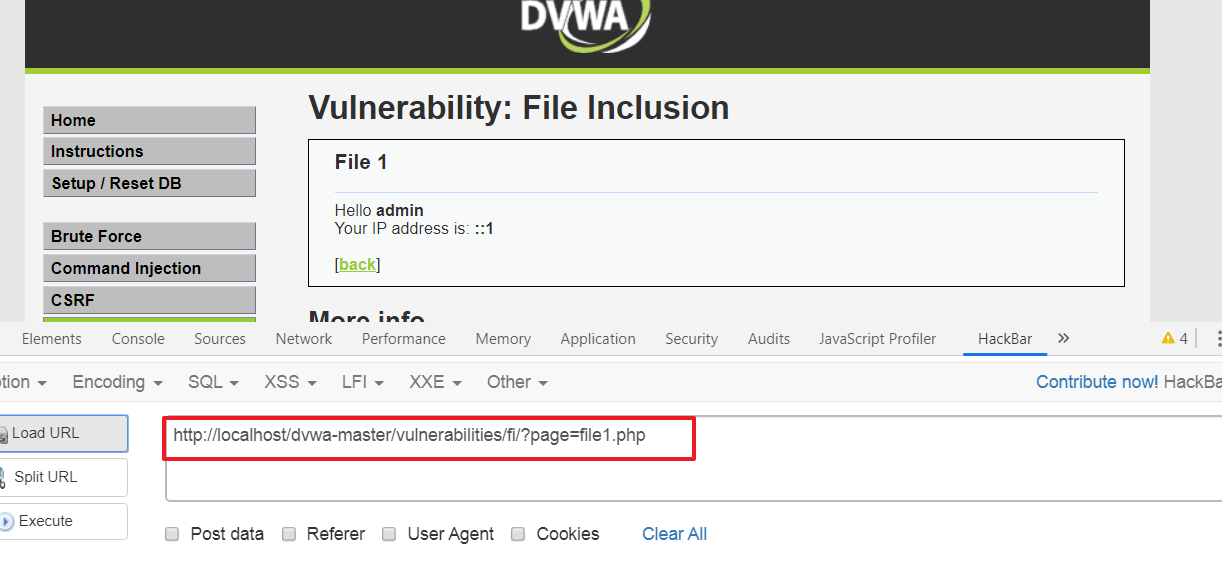 DVWA
Vulnerability: File Inclusion
Home
Instructions
Setup / Reset DB
Brute Force
Command Injection
CSRF
File 1
Hello admin
Your IP address is: ::1
[back]
More info
Elements Console Sources Network Performance Memory Application Security Audits JavaScript Profiler HackBar » 4
Encoding SQL XSS LFI XXE Other Contribute now!
Load URL
http://localhost/dvwa-master/vulnerabilities/fi/?page=file1.php
Split URL
Execute
Post data Referer User Agent Cookies Clear All